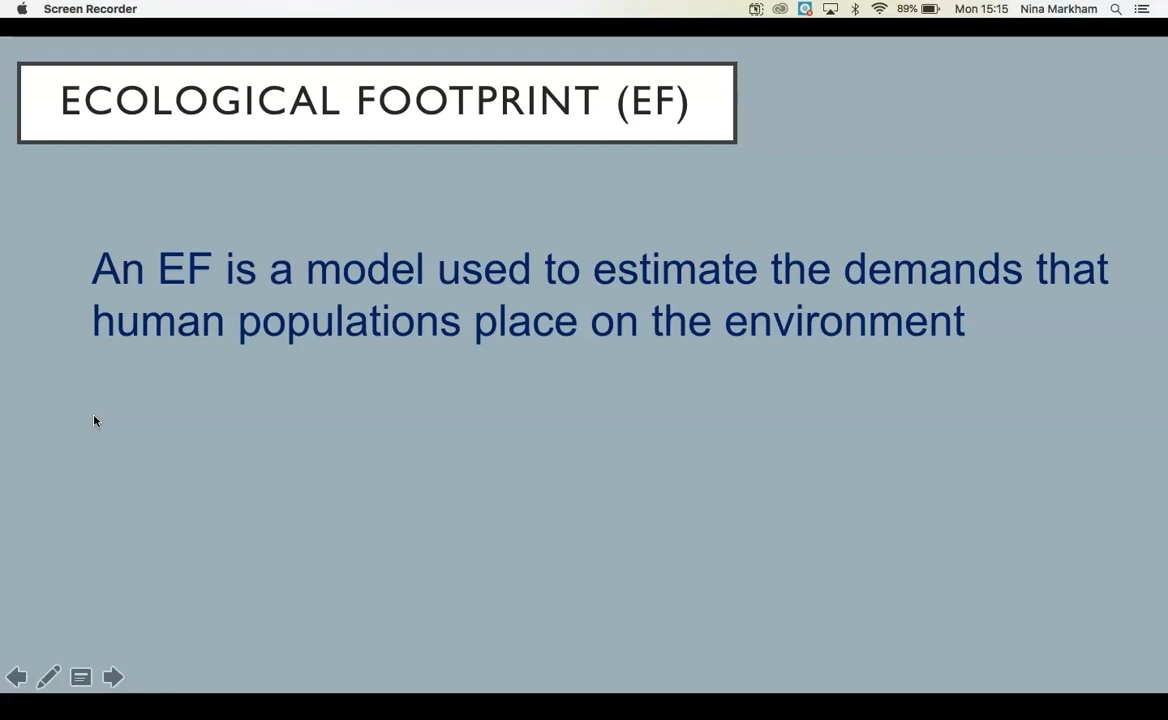 Screen Recorder
89%
Mon 15:15
Nina Markham
ECOLOGICAL FOOTPRINT (EF)
An EF is a model used to estimate the demands that
human populations place on the environment